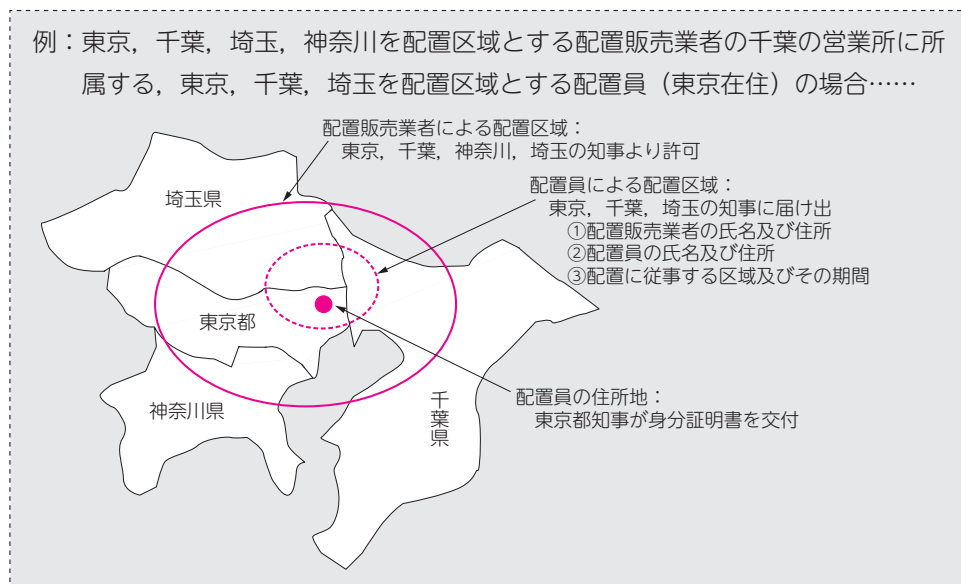 例：東京，千葉，埼玉，神奈川を配置区域とする配置販売業者の千葉の営業所に所
属する，東京，千葉，埼玉を配置区域とする配置員（東京在住）の場合……
配置販売業者による配置区域：
東京，千葉，神奈川，埼玉の知事より許可
配置員による配置区域：
東京，千葉，埼玉の知事に届け出
①配置販売業者の氏名及び住所
②配置員の氏名及び住所
③配置に従事する区域及びその期間
埼玉県
東京都
神奈川県
千葉県
配置員の住所地：
東京都知事が身分証明書を交付